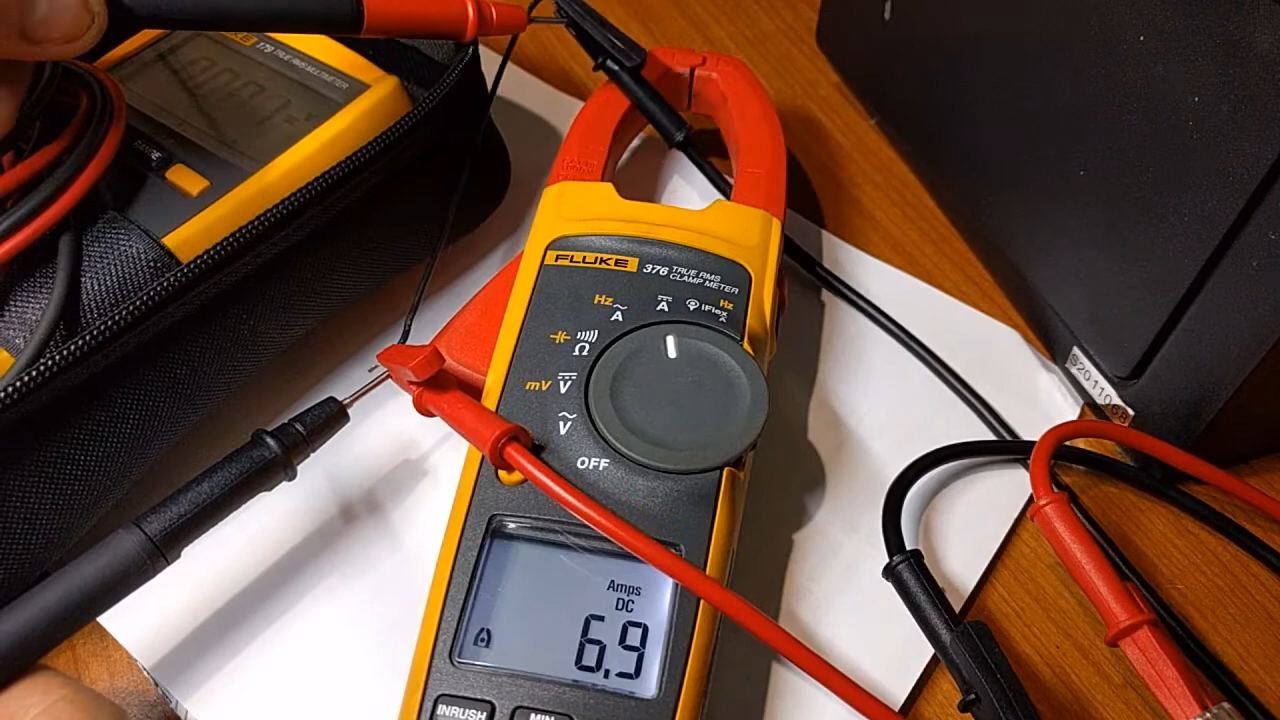 FLUKE 179 TRUE RMS MULTIMETER
FLUKE 376 TRUE RMS
CLAMP METER
Hz
A
A
iFlex
Hz
A
Ω
mV V
V
OFF
Amps
DC
6.9
INRUSH
MIN
S2011068